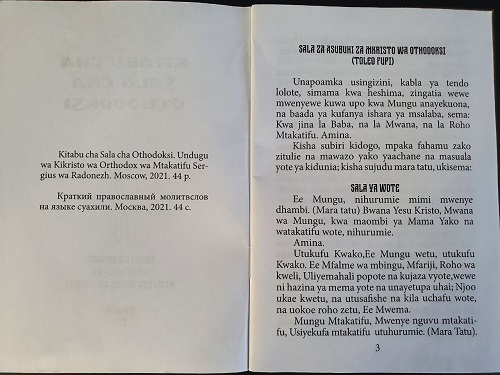 Kitabu cha Sala cha Othodoksi. Undugu
wa Kikristo wa Orthodox wa Mtakatifu Ser-
gius wa Radonezh. Moscow, 2021. 44 p.
Краткий православный молитвслов
на языке суахили. Москва, 2021. 44 с.
SALA ZA ASUBUHI ZA MKRISTO WA OTHODOKSI
(TOLEO FUPI)
Unapoamka usingizini, kabla ya tendo
lolote, simama kwa heshima, zingatia wewe
mwenyewe kuwa upo kwa Mungu anayekuona,
na baada ya kufanya ishara ya msalaba, sema:
Kwa jina la Baba, na la Mwana, na la Roho
Mtakatifu. Amina.
Kisha subiri kidogo, mpaka fahamu zako
zitulie na mawazo yako yaachane na masuala
yote ya kidunia; kisha sujudu mara tatu, ukisema:
SALA YA WOTE
Ee Mungu, nihurumie mimi mwenye
dhambi. (Mara tatu) Bwana Yesu Kristo, Mwana
wa Mungu, kwa maombi ya Mama Yako na
watakatifu wote, nihurumie.
Amina.
Utukufu Kwako,Ee Mungu wetu, utukufu
Kwako. Ee Mfalme wa mbingu, Mfariji, Roho wa
kweli, Uliyemahali popote na kujaza vyote,wewe
ni hazina ya mema yote na unayetupa uhai; Njoo
ukae kwetu, na utusafishe na kila uchafu wote,
na uokoe roho zetu, Ee Mwema.
Mungu Mtakatifu, Mwenye nguvu mtakati-
fu, Usiyekufa mtakatifu utuhurumie. (Mara Tatu).
3